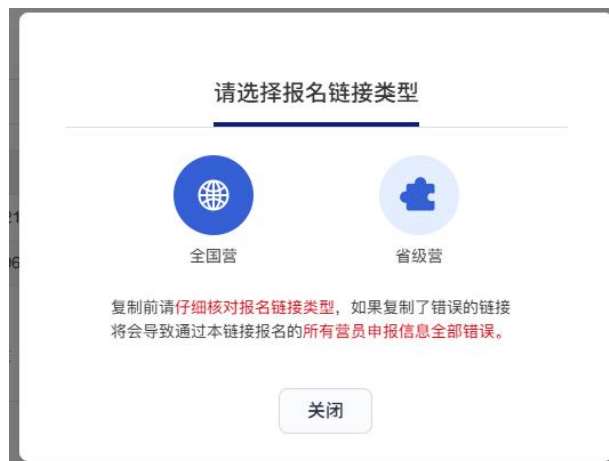 请选择报名链接类型
全国营
省级营
复制前请仔细核对报名链接类型，如果复制了错误的链接
将会导致通过本链接报名的所有营员申报信息全部错误。
关闭